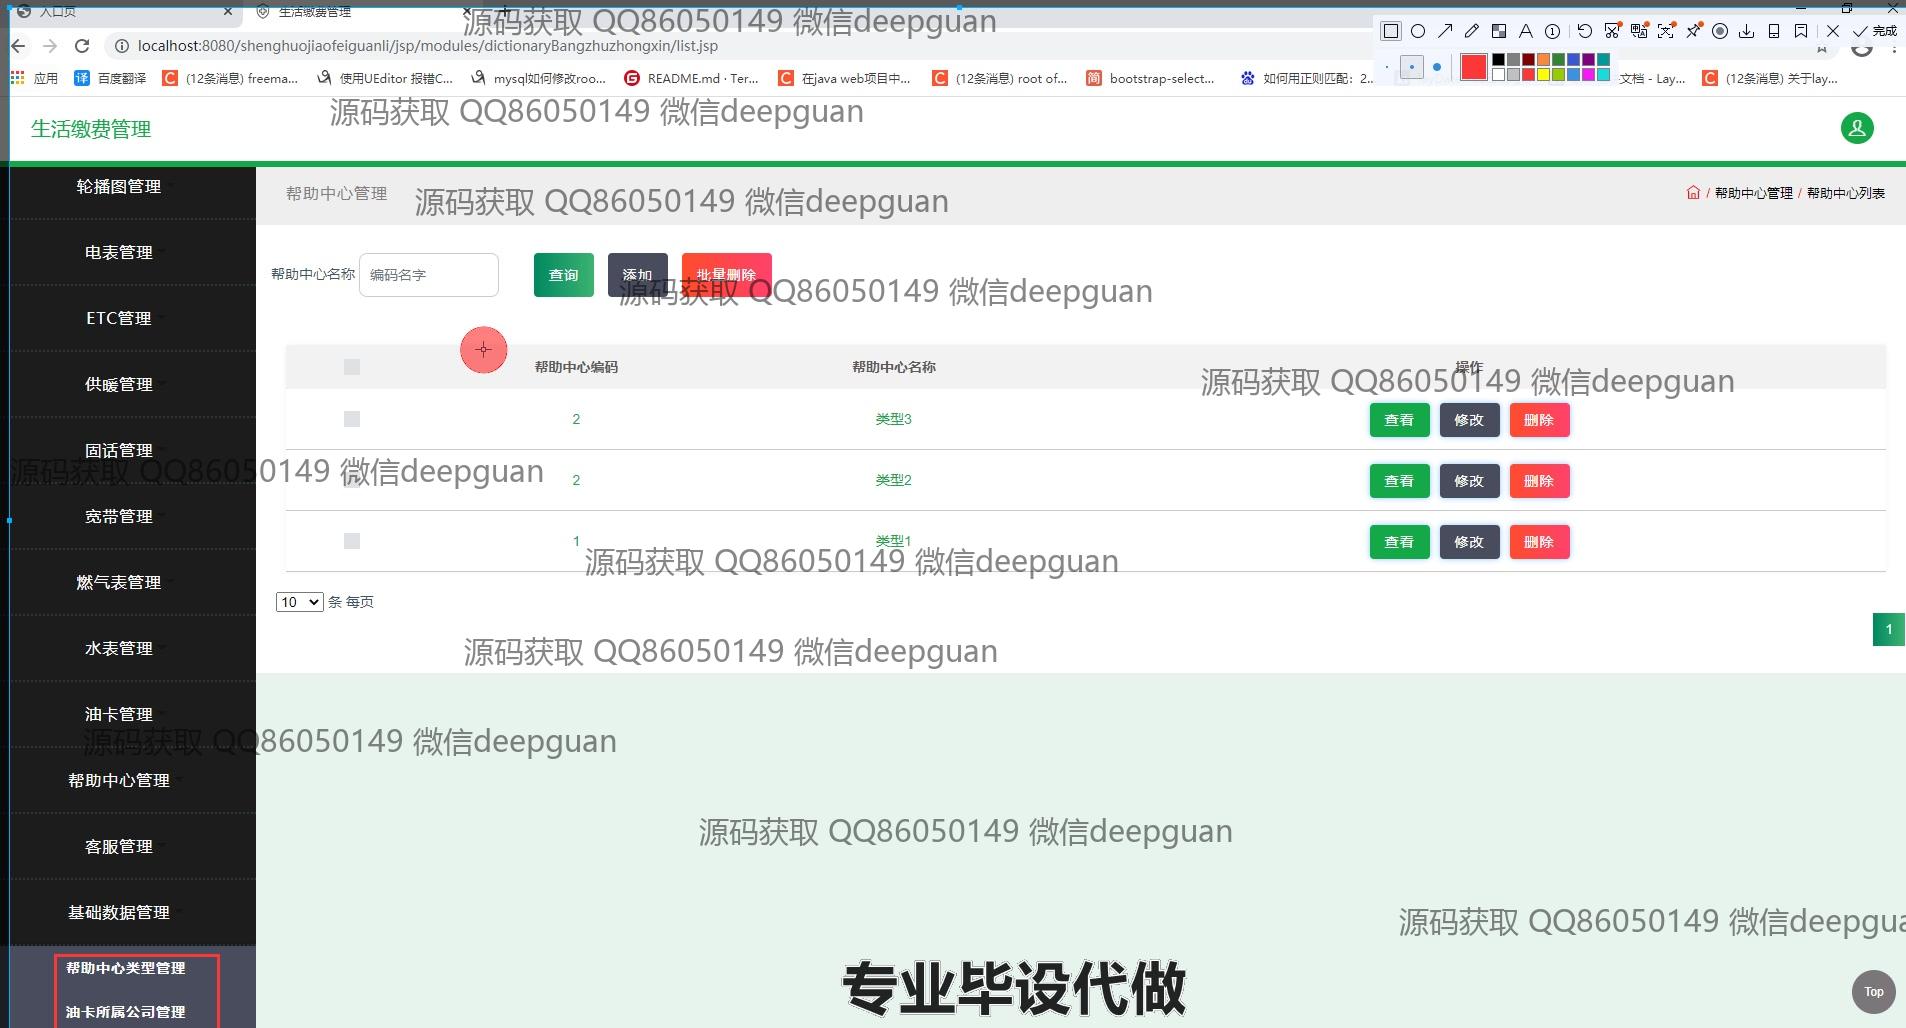 入口页
生活缴费管理
源码获取 QQ86050149 微信deepguan
localhost:8080/shenghuojiaofeiguanli/jsp/modules/dictionaryBangzhuzhongxin/list.jsp
完成
应用
百度翻译
(12条消息) freema...
使用UEditor 报错C...
mysql如何修改roo...
README.md · Ter...
在java web项目中...
(12条消息) root of...
bootstrap-select...
如何用正则匹配：2...
文档 - Lay...
(12条消息) 关于lay...
源码获取 QQ86050149 微信deepguan
生活缴费管理
轮播图管理
电表管理
ETC管理
供暖管理
固话管理
宽带管理
燃气表管理
水表管理
油卡管理
帮助中心管理
客服管理
基础数据管理
帮助中心类型管理
油卡所属公司管理
帮助中心管理
源码获取 QQ86050149 微信deepguan
/ 帮助中心管理 / 帮助中心列表
帮助中心名称 编码名字 查询 添加 批量删除
源码获取 QQ86050149 微信deepguan
帮助中心编码 帮助中心名称 操作
源码获取 QQ86050149 微信deepguan
2 类型3 查看 修改 删除
源码获取 QQ86050149 微信deepguan
2 类型2 查看 修改 删除
1 类型1 查看 修改 删除
源码获取 QQ86050149 微信deepguan
10 条 每页
1
源码获取 QQ86050149 微信deepguan
源码获取 QQ86050149 微信deepguan
源码获取 QQ86050149 微信deepguan
源码获取 QQ86050149 微信deepgua
专业毕设代做
Top